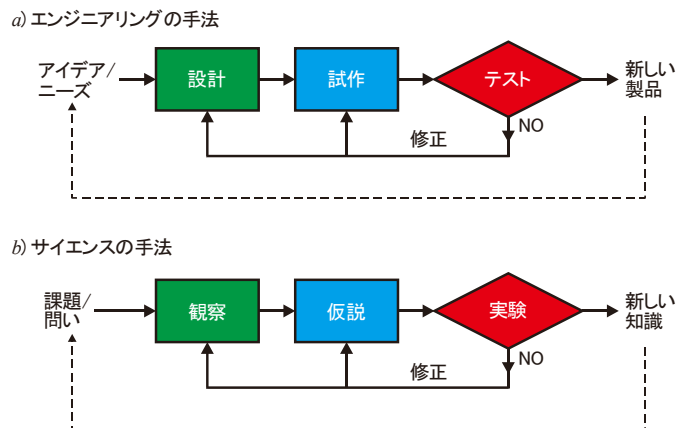 a) エンジニアリングの手法
アイデア/
ニーズ
設計
試作
テスト
新しい
製品
NO
修正
b) サイエンスの手法
課題/
問い
観察
仮説
実験
新しい
知識
NO
修正